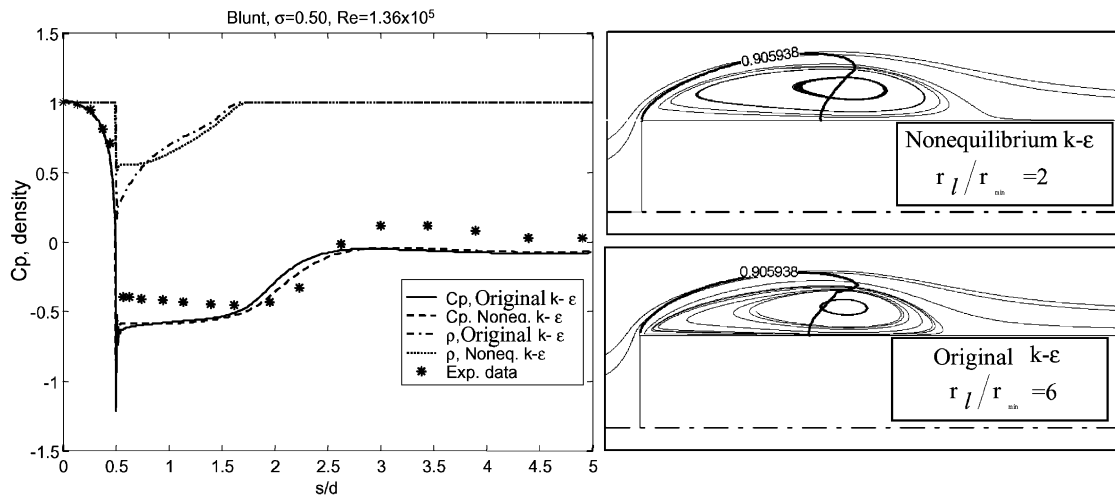 Blunt, σ=0.50, Re=1.36x10⁵
1.5
1
0.5
0
-0.5
-1
-1.5
Cp, density
0 0.5 1 1.5 2 2.5 3 3.5 4 4.5 5
s/d
Cp, Original k- ε
Cp, Noneq. k- ε
ρ, Original k- ε
ρ, Noneq. k-ε
Exp. data
0.905938
Nonequilibrium k-ε
r l / r min =2
0.905938
Original k-ε
r l / r min =6